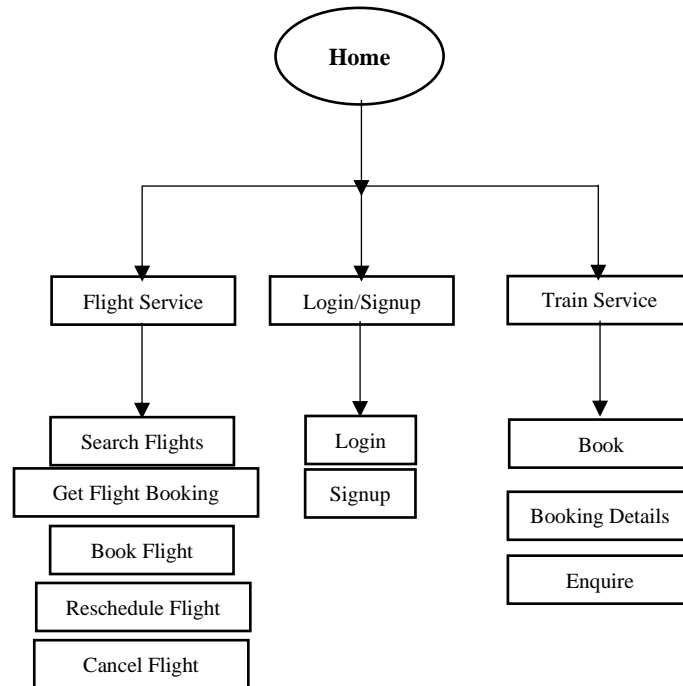 Home
Flight Service
Login/Signup
Train Service
Search Flights
Get Flight Booking
Book Flight
Reschedule Flight
Cancel Flight
Login
Signup
Book
Booking Details
Enquire